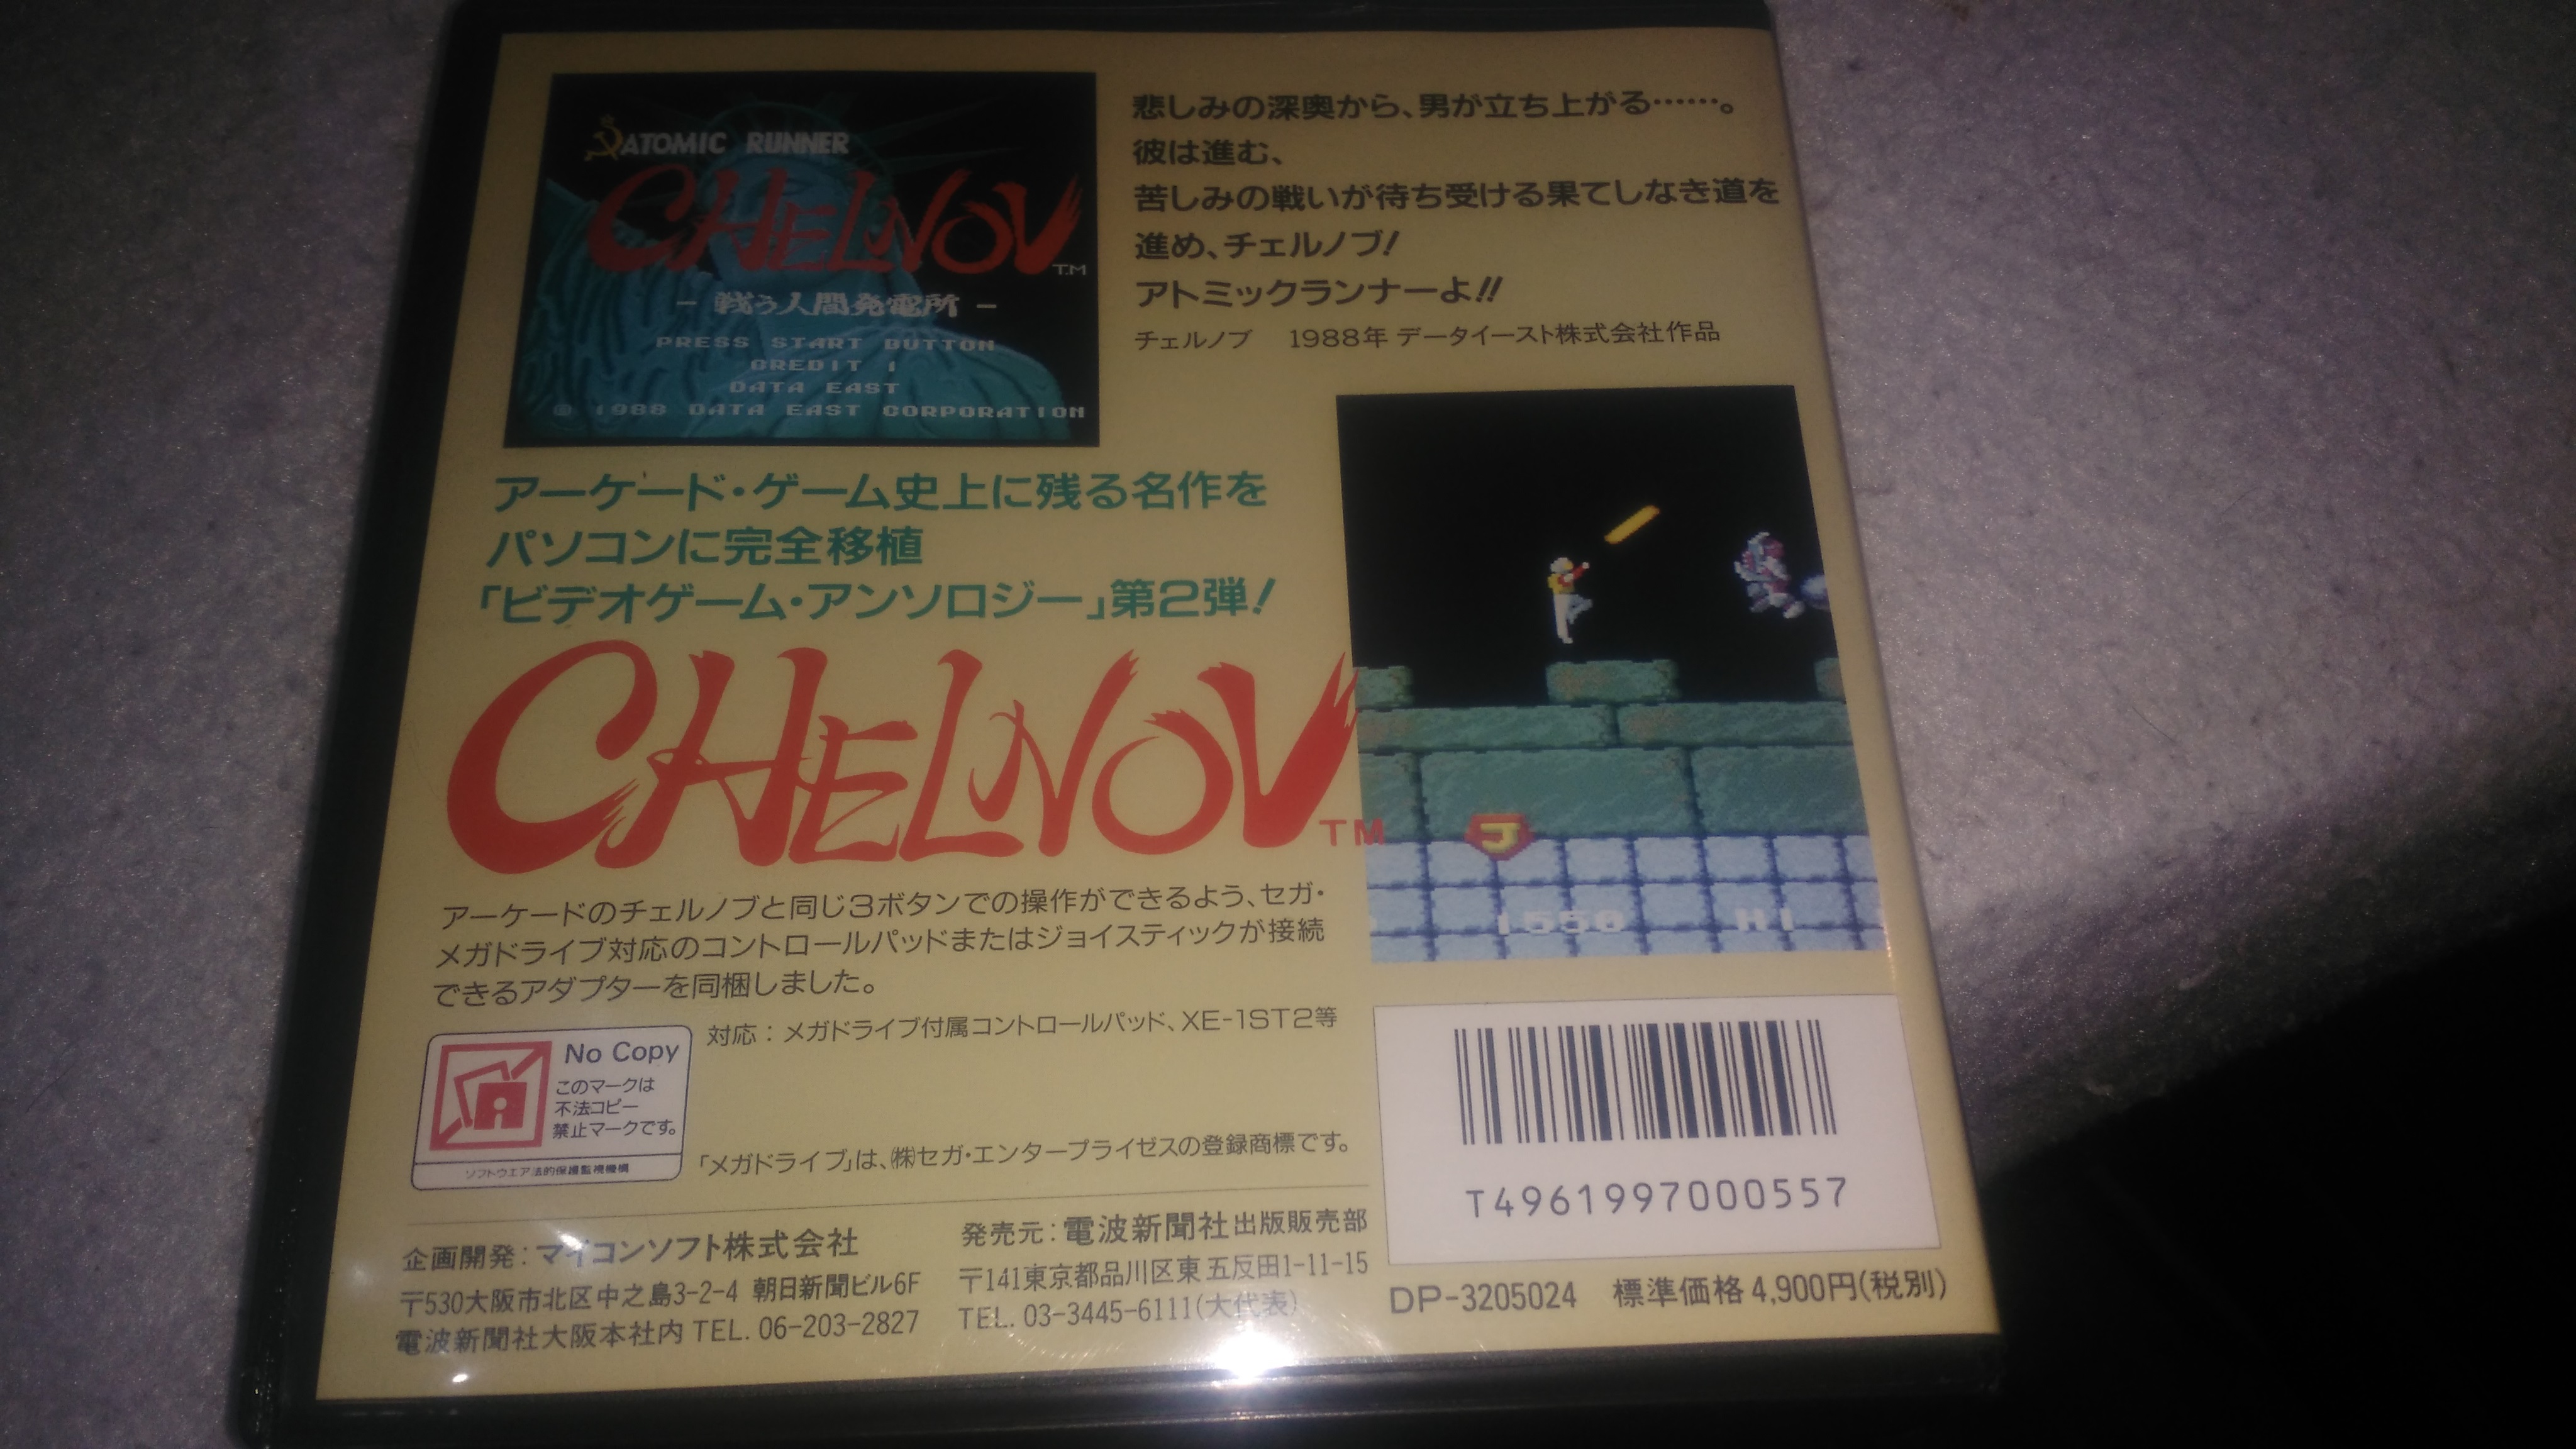 ATOMIC RUNNER
CHELNOV
TM
- 戦う人間発電所 -
PRESS START BUTTON
CREDIT 1
DATA EAST
© 1988 DATA EAST CORPORATION
悲しみの深奥から、男が立ち上がる……。
彼は進む、
苦しみの戦いが待ち受ける果てしなき道を
進め、チェルノブ!
アトミックランナーよ!!
チェルノブ 1988年 データイースト株式会社作品
アーケード・ゲーム史上に残る名作を
パソコンに完全移植
「ビデオゲーム・アンソロジー」第2弾!
CHELNOV
TM
J
1550 HI
アーケードのチェルノブと同じ3ボタンでの操作ができるよう、セガ・
メガドライブ対応のコントロールパッドまたはジョイスティックが接続
できるアダプターを同梱しました。
対応:メガドライブ付属コントロールパッド、XE-1ST2等
No Copy
このマークは
不法コピー
禁止マークです。
ソフトウエア法的保護監視機構
「メガドライブ」は、㈱セガ・エンタープライゼスの登録商標です。
企画開発:マイコンソフト株式会社
〒530大阪市北区中之島3-2-4 朝日新聞ビル6F
電波新聞社大阪本社内 TEL. 06-203-2827
発売元:電波新聞社出版販売部
〒141東京都品川区東五反田1-11-15
TEL. 03-3445-6111(大代表)
T4961997000557
DP-3205024 標準価格4,900円(税別)